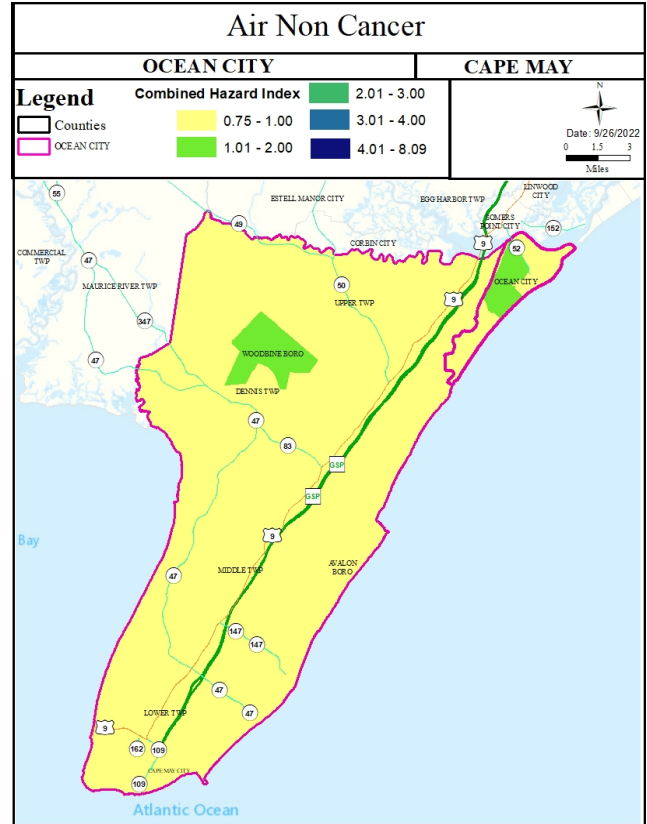 Air Non Cancer
OCEAN CITY
CAPE MAY
Legend
Counties
OCEAN CITY
Combined Hazard Index
0.75 - 1.00
1.01 - 2.00
2.01 - 3.00
3.01 - 4.00
4.01 - 8.09
N
Date: 9/26/2022
0 1.5 3
Miles
55
ESTELL MANOR CITY
EGG HARBOR TWP
LINWOOD
CITY
49
SOMERS
POINT CITY
152
COMMERCIAL
TWP
CORBIN CITY
9
52
47
MAURICE RIVER TWP
50
OCEAN CITY
UPPER TWP
9
347
47
WOODBINE BORO
DENNIS TWP
47
83
GSP
GSP
9
Bay
MIDDLE TWP
AVALON
BORO
47
147
147
47
47
LOWER TWP
9
162
109
CAPE MAY CITY
109
Atlantic Ocean